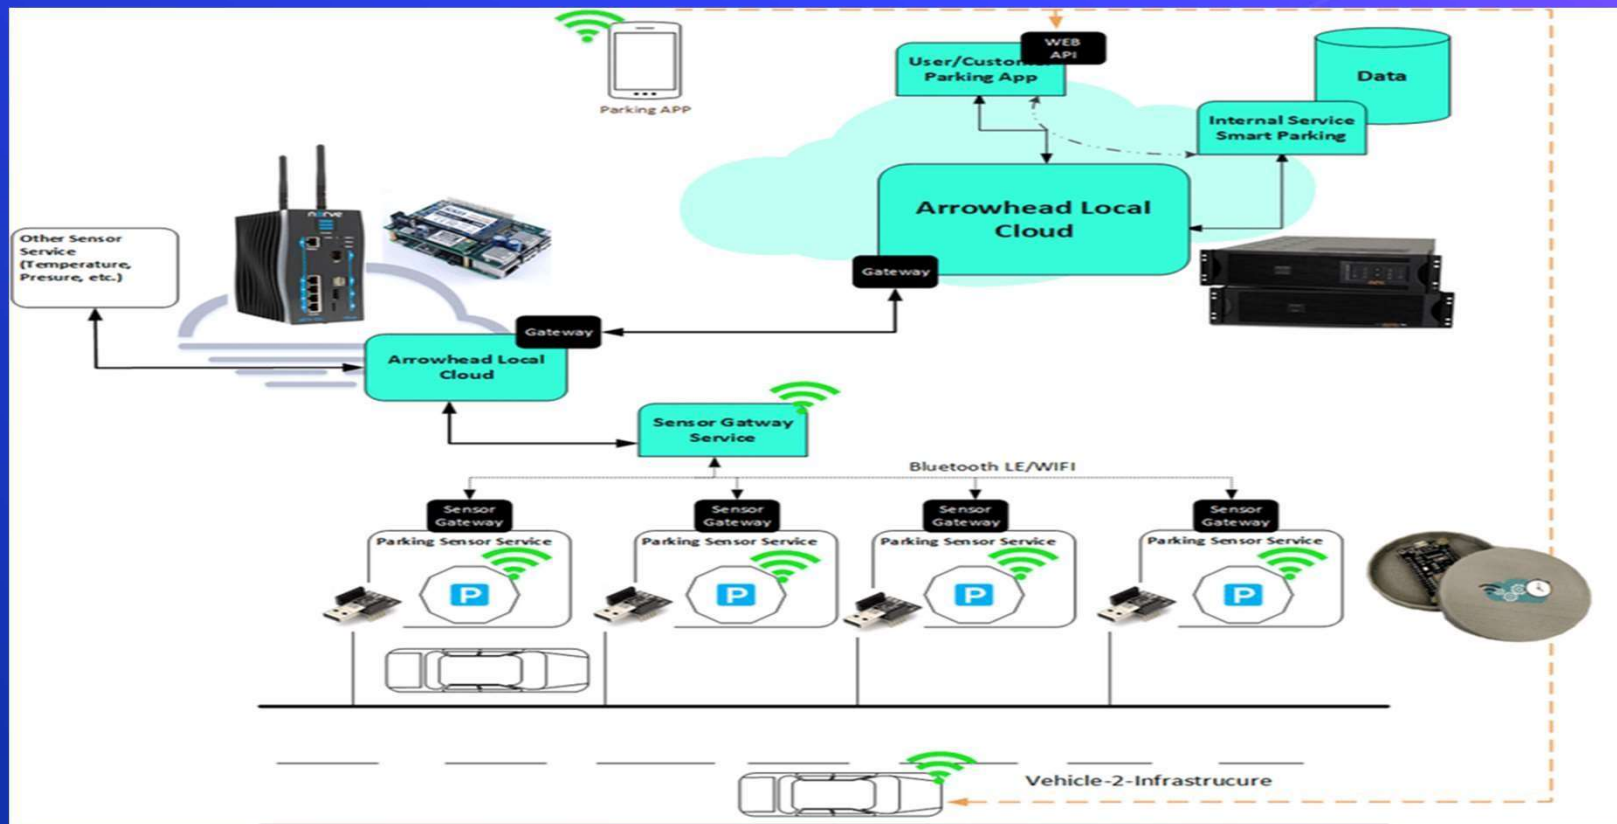 Parking APP
WEB
API
User/Custom
Parking App
Data
Internal Service
Smart Parking
Arrowhead Local
Cloud
Gateway
nerve
Other Sensor
Service
(Temperature,
Presure, etc.)
Gateway
Arrowhead Local
Cloud
Sensor Gatway
Service
Bluetooth LE/WIFI
Sensor
Gateway
Sensor
Gateway
Sensor
Gateway
Sensor
Gateway
Parking Sensor Service
Parking Sensor Service
Parking Sensor Service
Parking Sensor Service
P
P
P
P
Vehicle-2-Infrastrucure